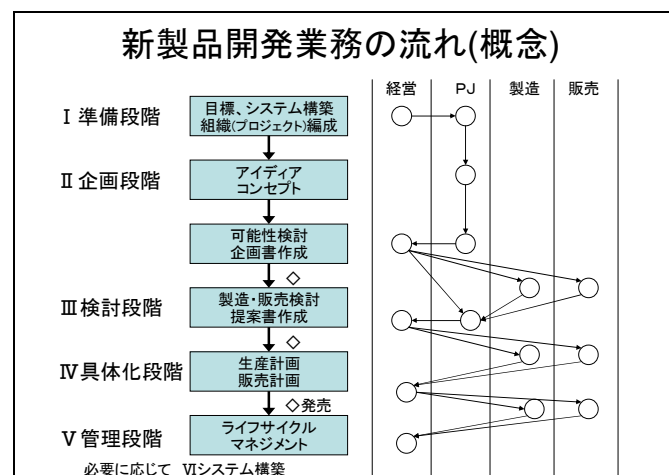 新製品開発業務の流れ(概念)
経営 PJ 製造 販売
Ⅰ準備段階
目標、システム構築
組織(プロジェクト)編成
Ⅱ企画段階
アイディア
コンセプト
可能性検討
企画書作成
◇
Ⅲ検討段階
製造・販売検討
提案書作成
◇
Ⅳ具体化段階
生産計画
販売計画
◇発売
Ⅴ管理段階
ライフサイクル
マネジメント
必要に応じて Ⅵシステム構築